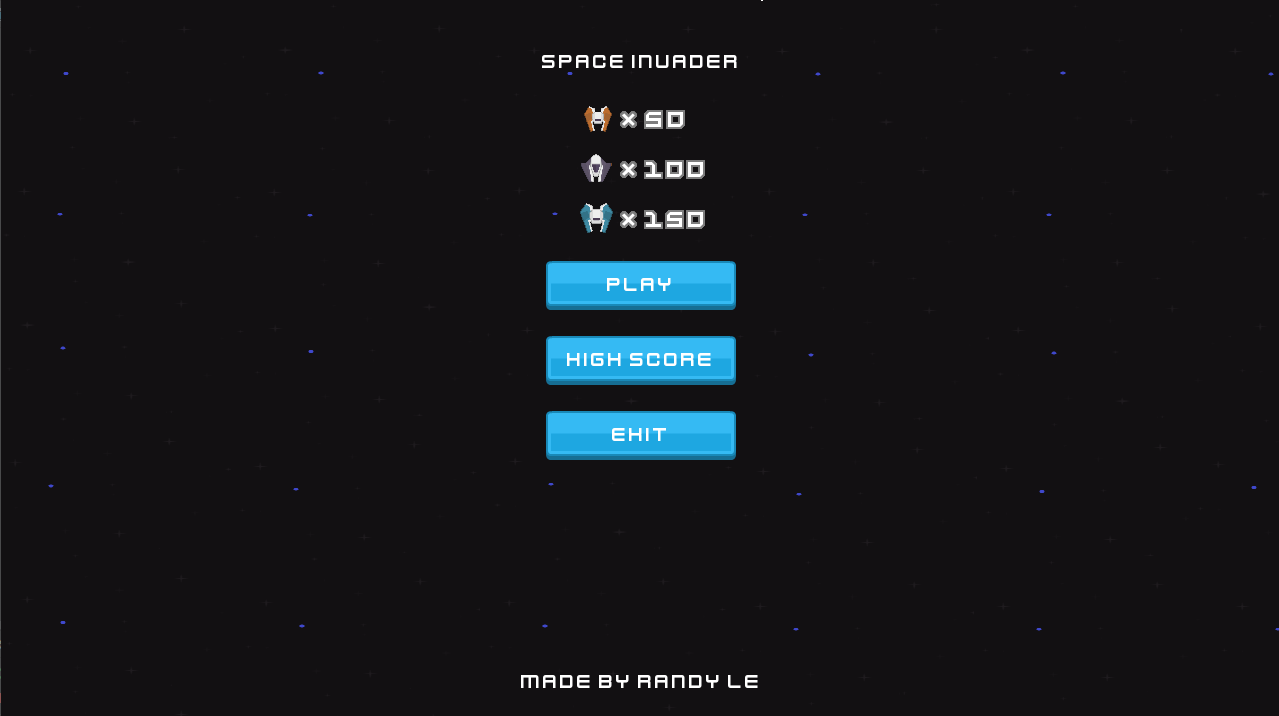 SPACE INVADER
× 50
× 100
× 150
PLAY
HIGH SCORE
EXIT
MADE BY RANDY LE